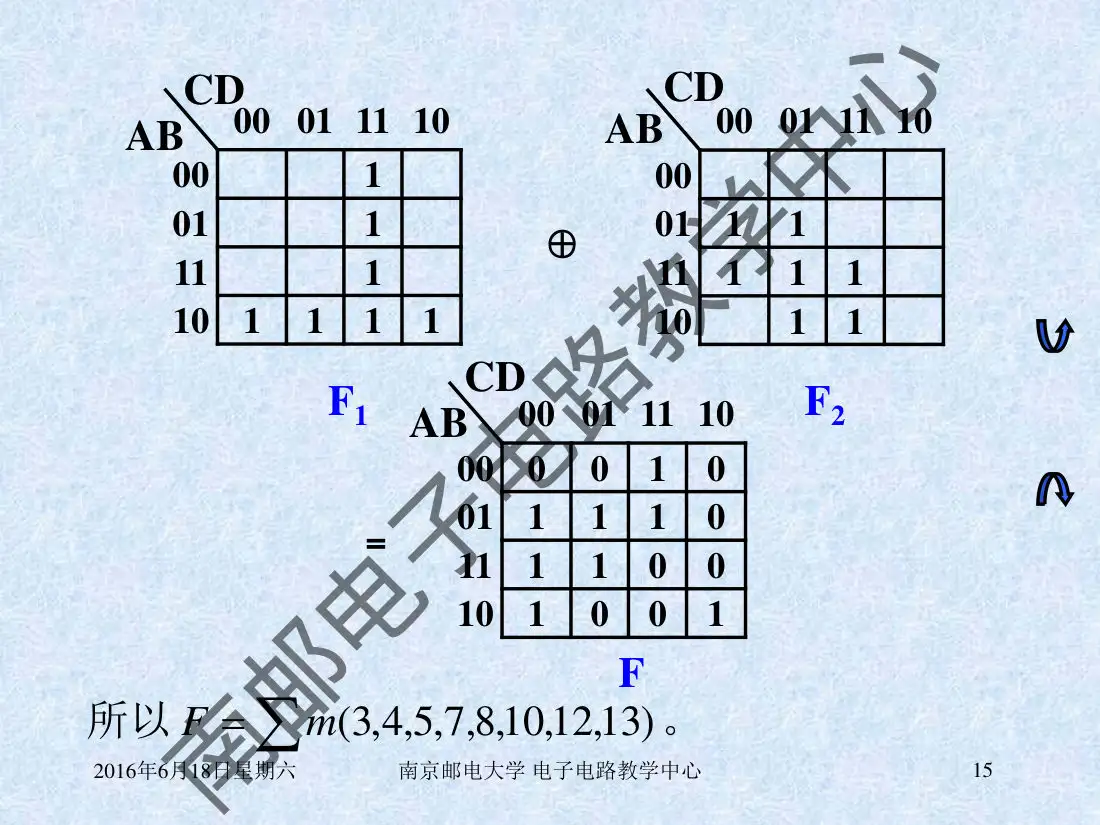 CD CD
AB 00 01 11 10 AB 00 01 11 10
00 1 00
01 1 01 1 1
11 1 ⊕ 11 1 1 1
10 1 1 1 1 10 1 1
F1 F2
CD
AB 00 01 11 10
00 0 0 1 0
01 1 1 1 0
= 11 1 1 0 0
10 1 0 0 1
F
所以 F = ∑ m(3,4,5,7,8,10,12,13) 。
2016年6月18日星期六 南京邮电大学 电子电路教学中心 15
南邮电子电路教学中心